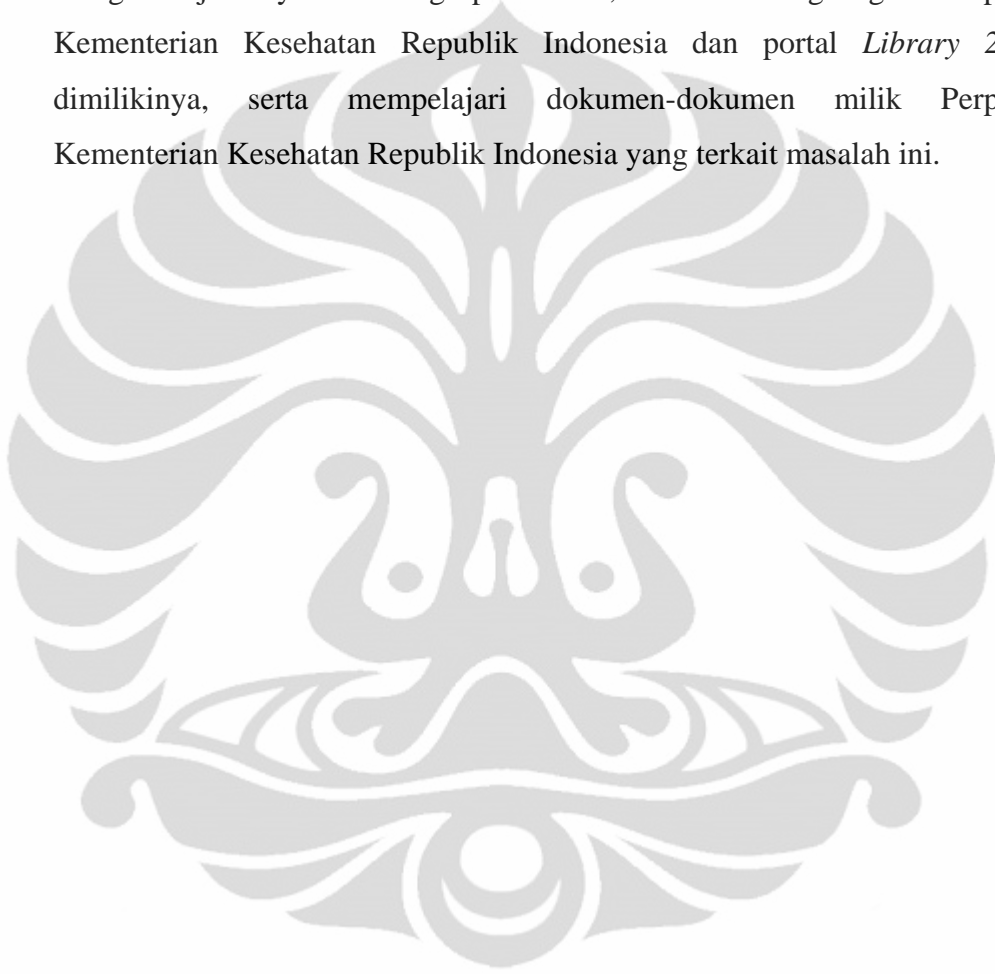 Kementerian Kesehatan Republik Indonesia dan portal Library 2
dimilikinya, serta mempelajari dokumen-dokumen milik Perp
Kementerian Kesehatan Republik Indonesia yang terkait masalah ini.